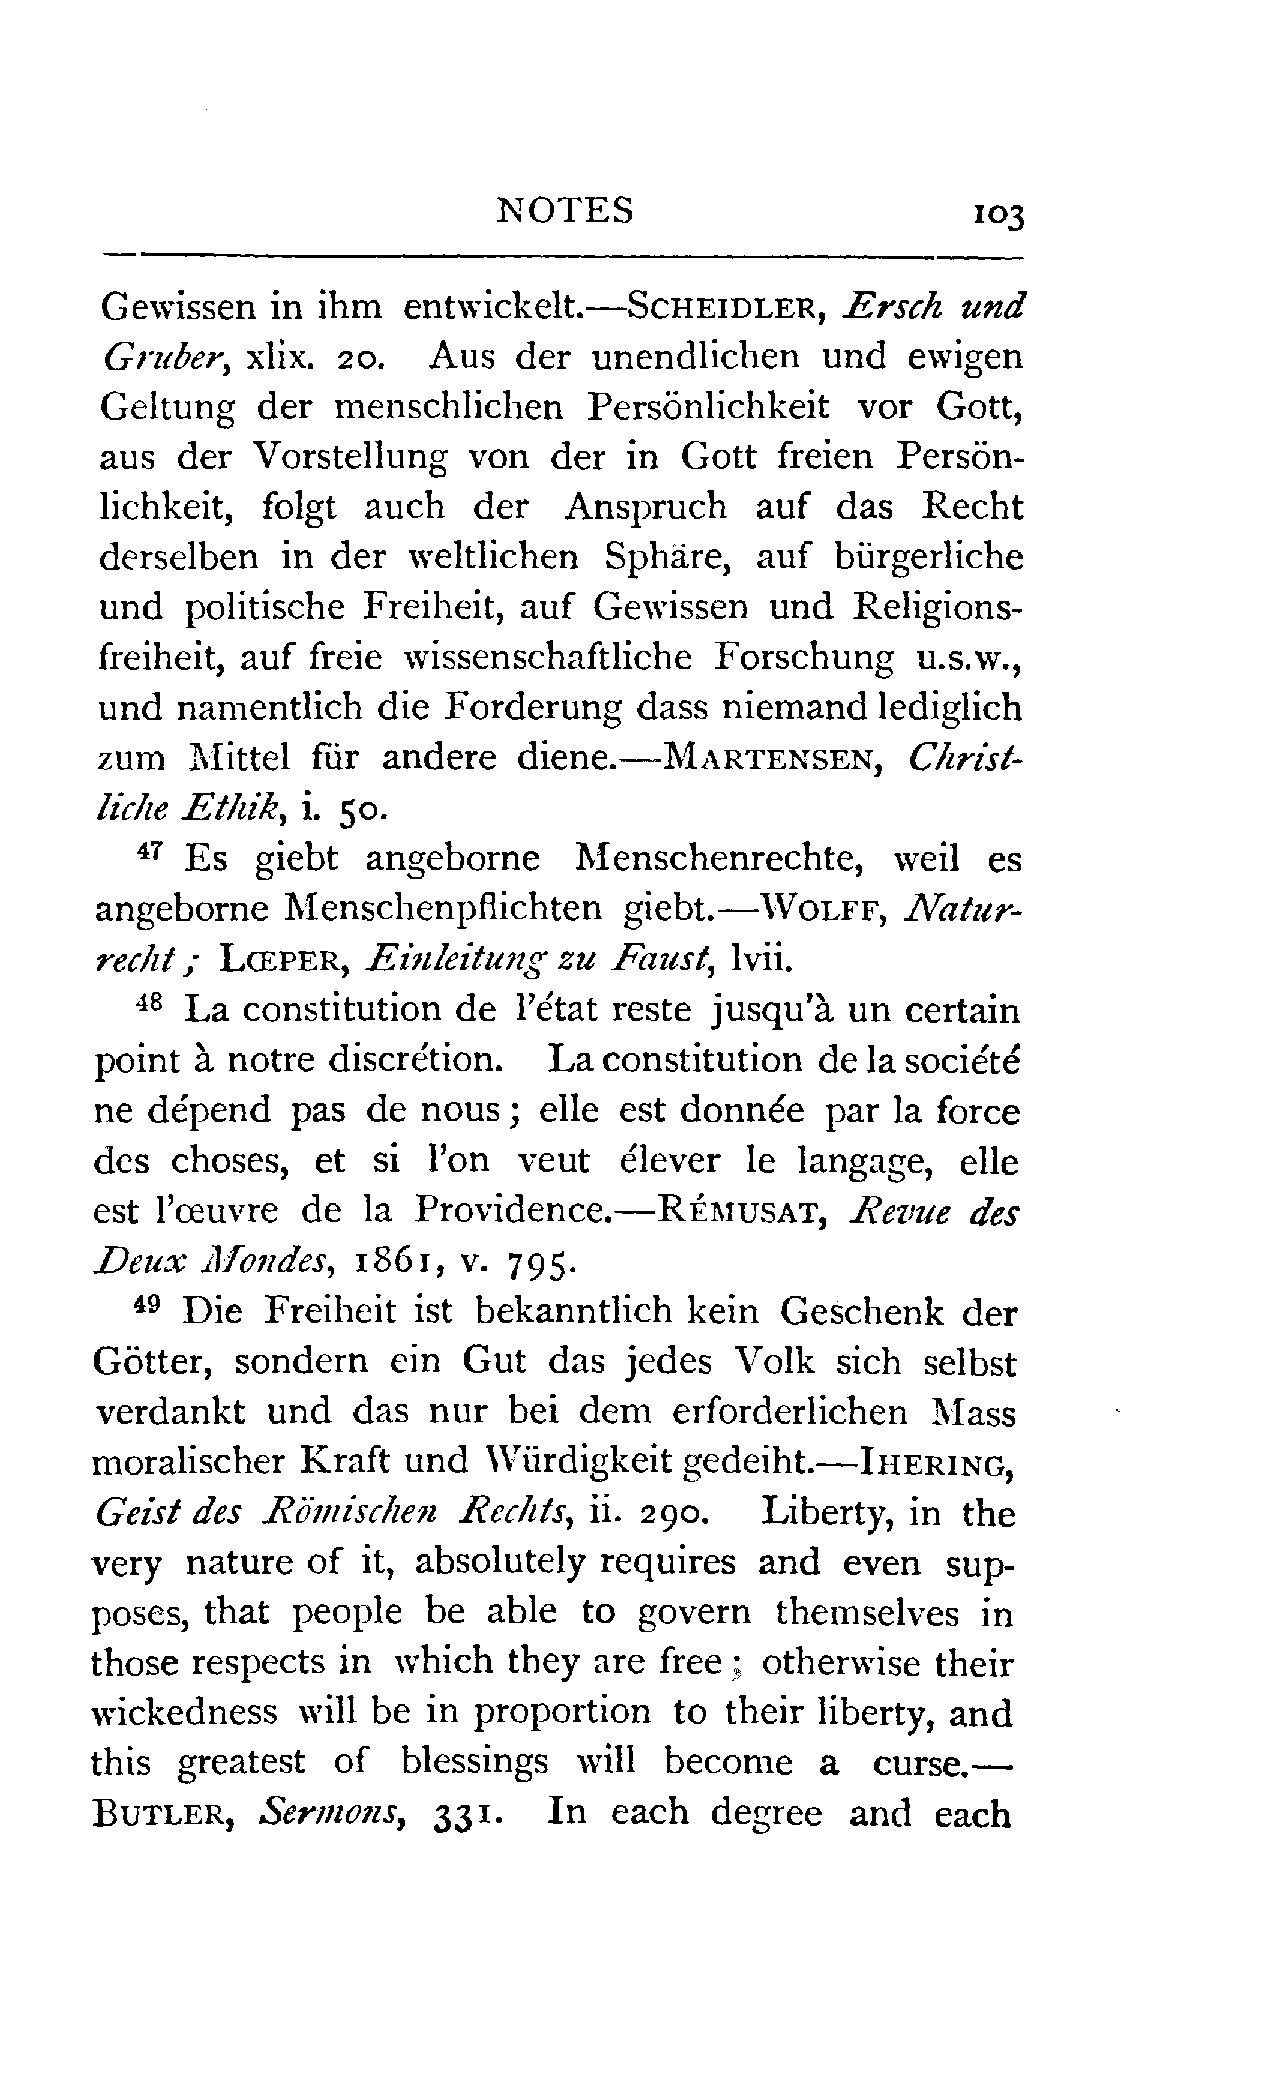 NOTES 103
Gewissen in ihm entwickelt.—SCHEIDLER, Ersch und
Gruber, xlix. 20. Aus der unendlichen und ewigen
Geltung der menschlichen Persönlichkeit vor Gott,
aus der Vorstellung von der in Gott freien Persön-
lichkeit, folgt auch der Anspruch auf das Recht
derselben in der weltlichen Sphäre, auf bürgerliche
und politische Freiheit, auf Gewissen und Religions-
freiheit, auf freie wissenschaftliche Forschung u.s.w.,
und namentlich die Forderung dass niemand lediglich
zum Mittel für andere diene.—MARTENSEN, Christ-
liche Ethik, i. 50.
47 Es giebt angeborne Menschenrechte, weil es
angeborne Menschenpflichten giebt.—WOLFF, Natur-
recht; LŒPER, Einleitung zu Faust, lvii.
48 La constitution de l'état reste jusqu'à un certain
point à notre discrétion. La constitution de la société
ne dépend pas de nous; elle est donnée par la force
des choses, et si l'on veut élever le langage, elle
est l'œuvre de la Providence.—RÉMUSAT, Revue des
Deux Mondes, 1861, v. 795.
49 Die Freiheit ist bekanntlich kein Geschenk der
Götter, sondern ein Gut das jedes Volk sich selbst
verdankt und das nur bei dem erforderlichen Mass
moralischer Kraft und Würdigkeit gedeiht.—IHERING,
Geist des Römischen Rechts, ii. 290. Liberty, in the
very nature of it, absolutely requires and even sup-
poses, that people be able to govern themselves in
those respects in which they are free; otherwise their
wickedness will be in proportion to their liberty, and
this greatest of blessings will become a curse.—
BUTLER, Sermons, 331. In each degree and each